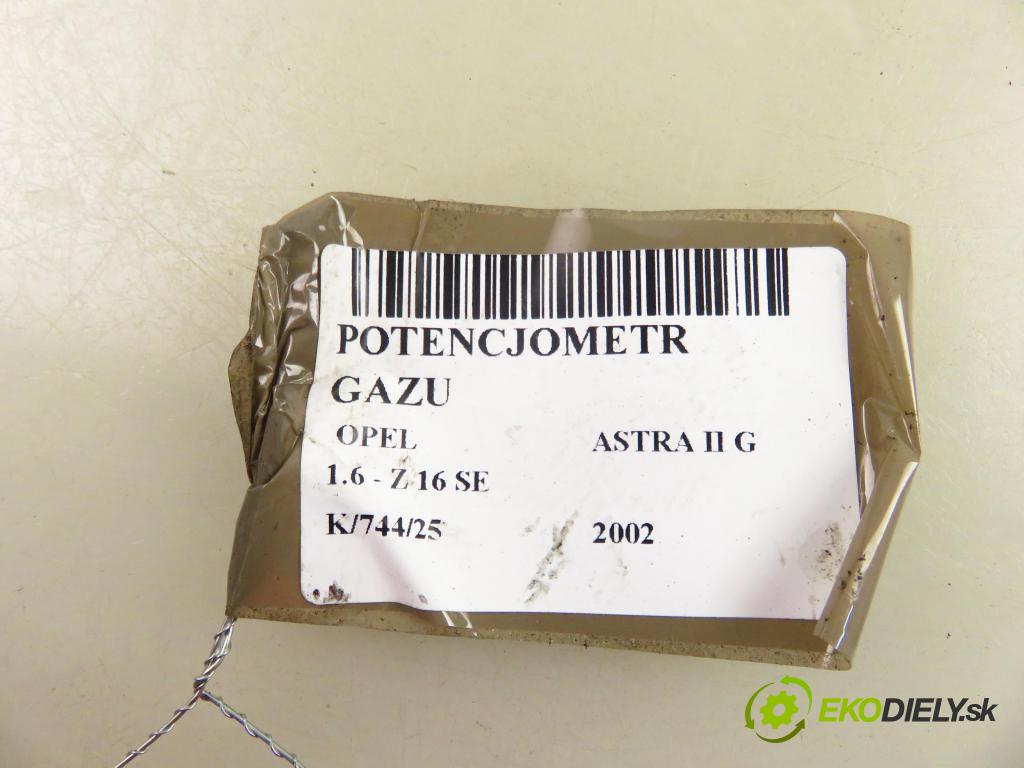 POTENCJOMETR
GAZU
OPEL ASTRA II G
1.6 - Z 16 SE
K/744/25 2002
EKODIELY.sk